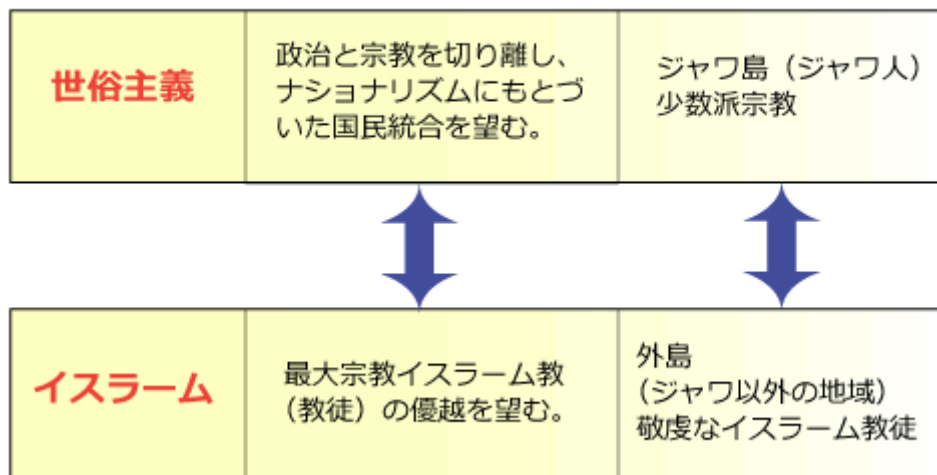 世俗主義
政治と宗教を切り離し、
ナショナリズムにもとづ
いた国民統合を望む。
ジャワ島（ジャワ人）
少数派宗教
イスラーム
最大宗教イスラーム教
（教徒）の優越を望む。
外島
（ジャワ以外の地域）
敬虔なイスラーム教徒